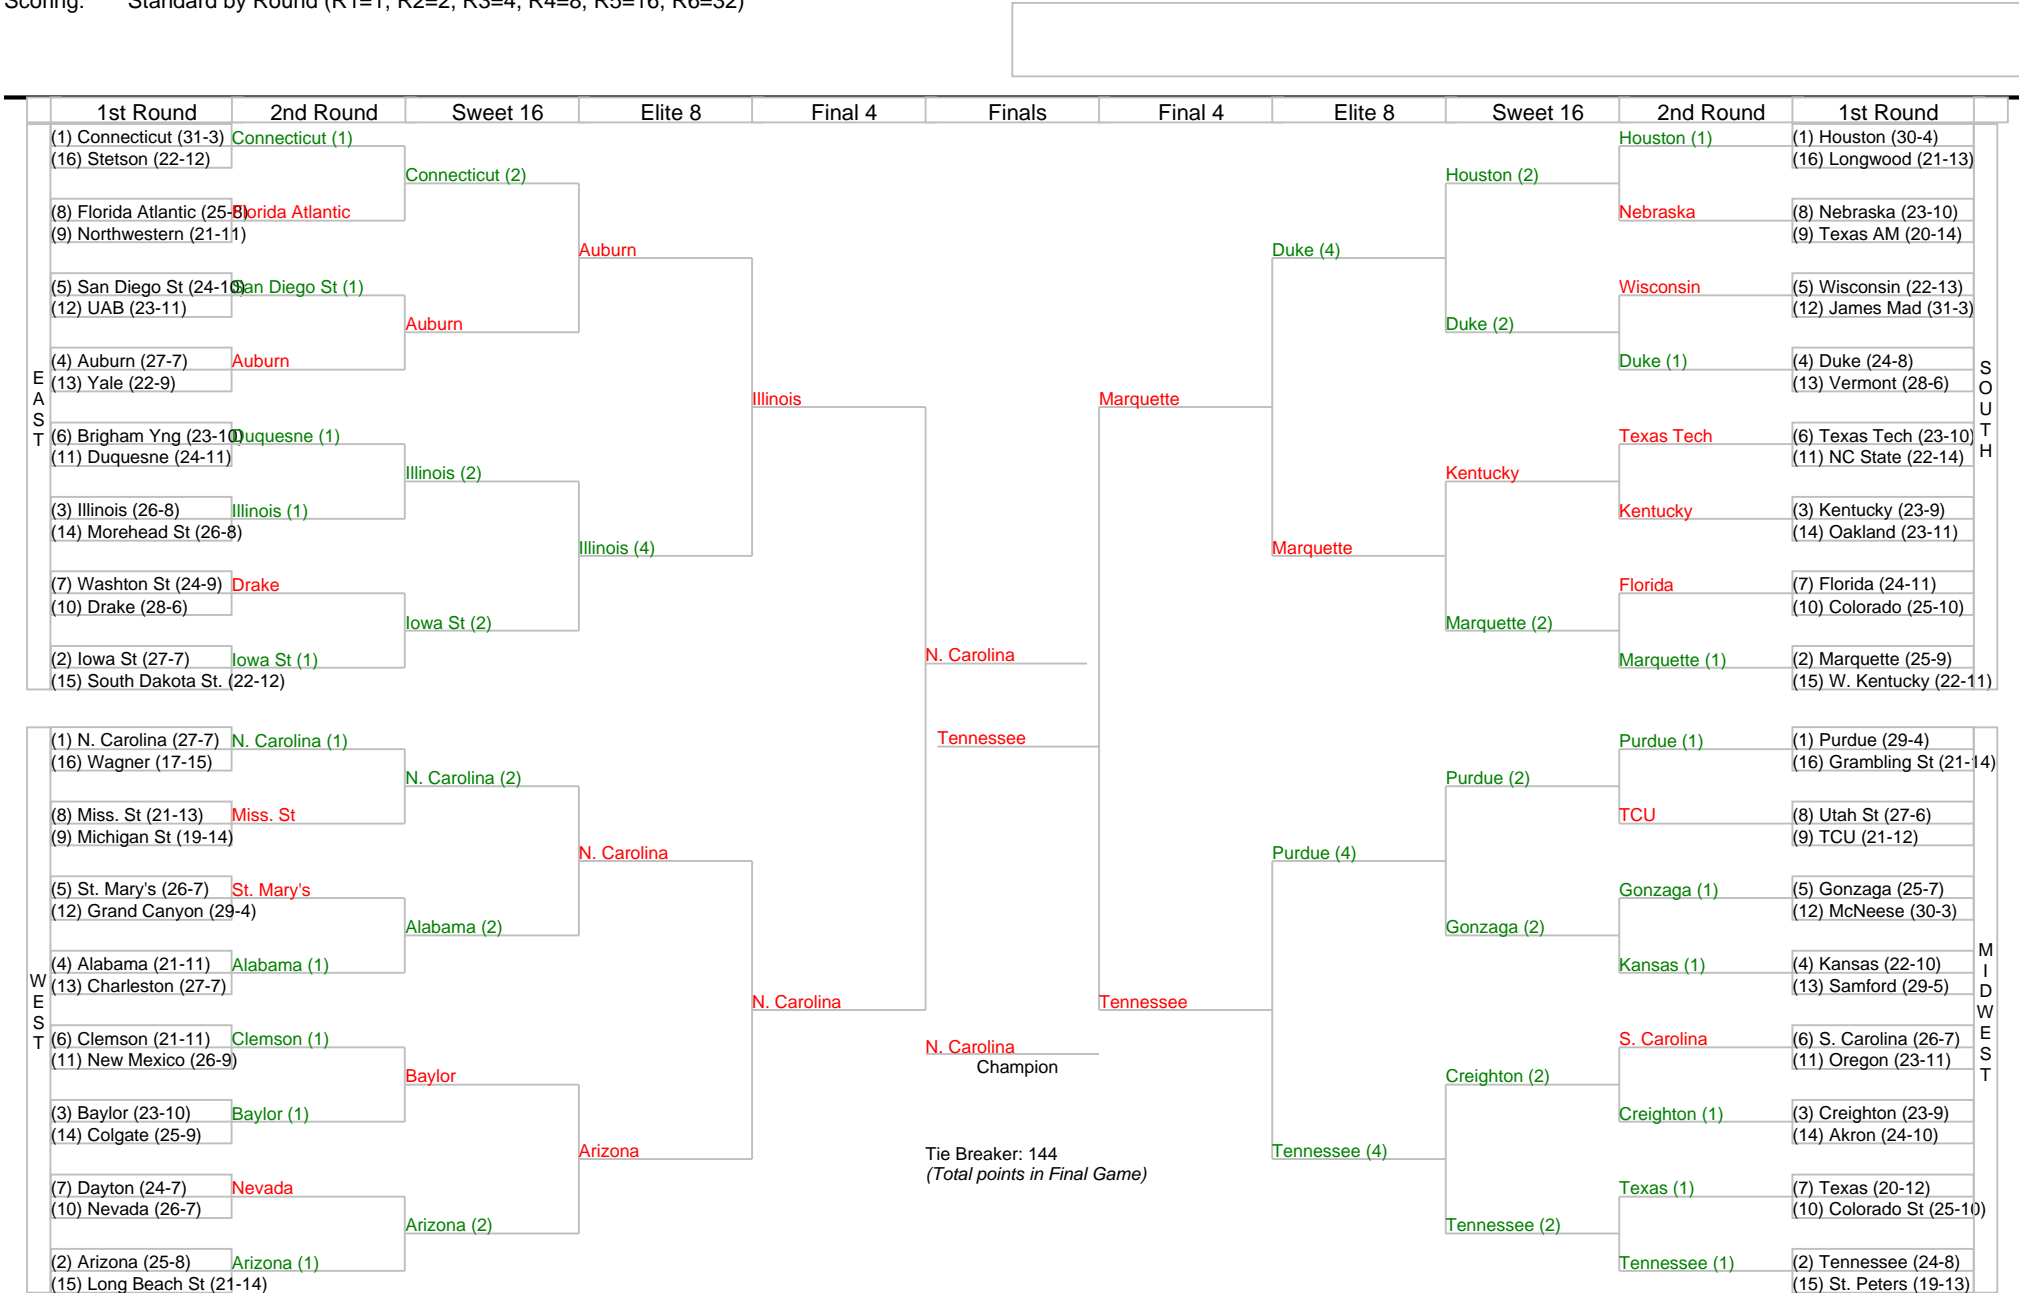 Scoring: Standard by Round (R1=1, R2=2, R3=4, R4=8, R5=16, R6=32)
1st Round 2nd Round Sweet 16 Elite 8 Final 4 Finals Final 4 Elite 8 Sweet 16 2nd Round 1st Round
(1) Connecticut (31-3) Connecticut (1) Houston (1) (1) Houston (30-4)
(16) Stetson (22-12) (16) Longwood (21-13)
Connecticut (2) Houston (2)
(8) Florida Atlantic (25-8) Florida Atlantic Nebraska (8) Nebraska (23-10)
(9) Northwestern (21-11) (9) Texas AM (20-14)
Auburn Duke (4)
(5) San Diego St (24-10) San Diego St (1) Wisconsin (5) Wisconsin (22-13)
(12) UAB (23-11) (12) James Mad (31-3)
Auburn Duke (2)
(4) Auburn (27-7) Auburn Duke (1) (4) Duke (24-8)
(13) Yale (22-9) (13) Vermont (28-6)
EAST SOUTH
Illinois Marquette
(6) Brigham Yng (23-10) Duquesne (1) Texas Tech (6) Texas Tech (23-10)
(11) Duquesne (24-11) (11) NC State (22-14)
Illinois (2) Kentucky
(3) Illinois (26-8) Illinois (1) Kentucky (3) Kentucky (23-9)
(14) Morehead St (26-8) (14) Oakland (23-11)
Illinois (4) Marquette
(7) Washton St (24-9) Drake Florida (7) Florida (24-11)
(10) Drake (28-6) (10) Colorado (25-10)
Iowa St (2) Marquette (2)
N. Carolina
(2) Iowa St (27-7) Iowa St (1) Marquette (1) (2) Marquette (25-9)
(15) South Dakota St. (22-12) (15) W. Kentucky (22-11)
Tennessee
(1) N. Carolina (27-7) N. Carolina (1) Purdue (1) (1) Purdue (29-4)
(16) Wagner (17-15) (16) Grambling St (21-14)
N. Carolina (2) Purdue (2)
(8) Miss. St (21-13) Miss. St TCU (8) Utah St (27-6)
(9) Michigan St (19-14) (9) TCU (21-12)
N. Carolina Purdue (4)
(5) St. Mary's (26-7) St. Mary's Gonzaga (1) (5) Gonzaga (25-7)
(12) Grand Canyon (29-4) (12) McNeese (30-3)
Alabama (2) Gonzaga (2)
(4) Alabama (21-11) Alabama (1) Kansas (1) (4) Kansas (22-10)
(13) Charleston (27-7) (13) Samford (29-5)
WEST MIDWEST
N. Carolina Tennessee
(6) Clemson (21-11) Clemson (1) S. Carolina (6) S. Carolina (26-7)
N. Carolina
(11) New Mexico (26-9) (11) Oregon (23-11)
Champion
Baylor Creighton (2)
(3) Baylor (23-10) Baylor (1) Creighton (1) (3) Creighton (23-9)
(14) Colgate (25-9) (14) Akron (24-10)
Arizona Tie Breaker: 144 Tennessee (4)
(Total points in Final Game)
(7) Dayton (24-7) Nevada Texas (1) (7) Texas (20-12)
(10) Nevada (26-7) (10) Colorado St (25-10)
Arizona (2) Tennessee (2)
(2) Arizona (25-8) Arizona (1) Tennessee (1) (2) Tennessee (24-8)
(15) Long Beach St (21-14) (15) St. Peters (19-13)